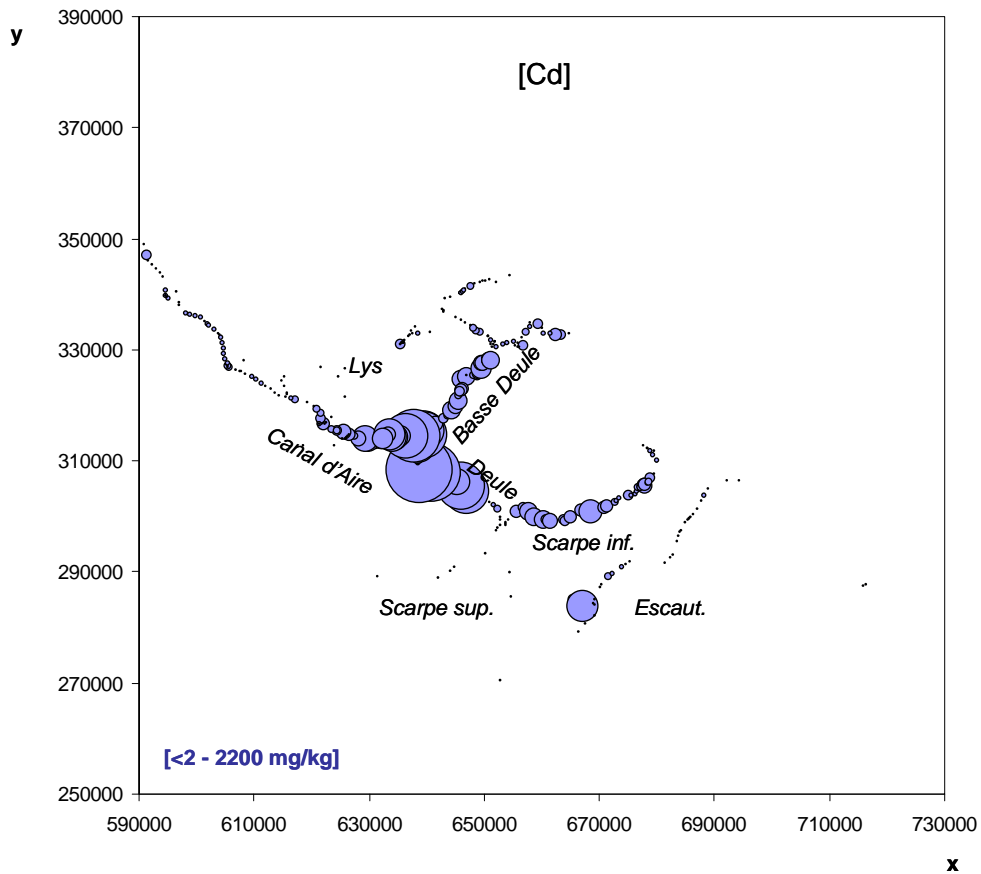 390000
y
[Cd]
370000
350000
330000
Lys
Basse Deule
310000
Canal d'Aire
Deule
Scarpe inf.
290000
Scarpe sup.
Escaut.
270000
[<2 - 2200 mg/kg]
250000
590000 610000 630000 650000 670000 690000 710000 730000
x